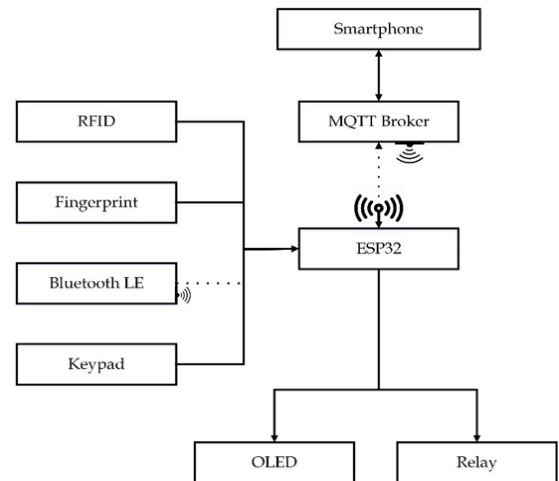 Smartphone
RFID
MQTT Broker
Fingerprint
ESP32
Bluetooth LE
Keypad
OLED
Relay